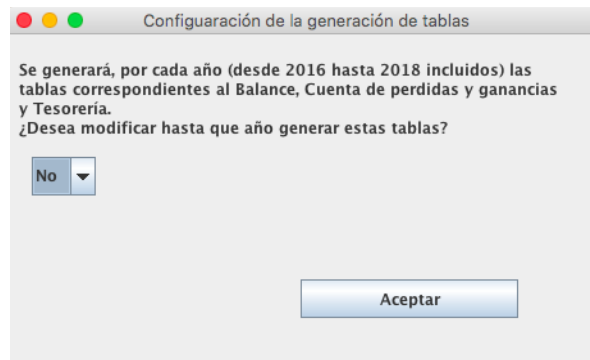 Configuaración de la generación de tablas
Se generará, por cada año (desde 2016 hasta 2018 incluidos) las
tablas correspondientes al Balance, Cuenta de perdidas y ganancias
y Tesorería.
¿Desea modificar hasta que año generar estas tablas?
No
Aceptar